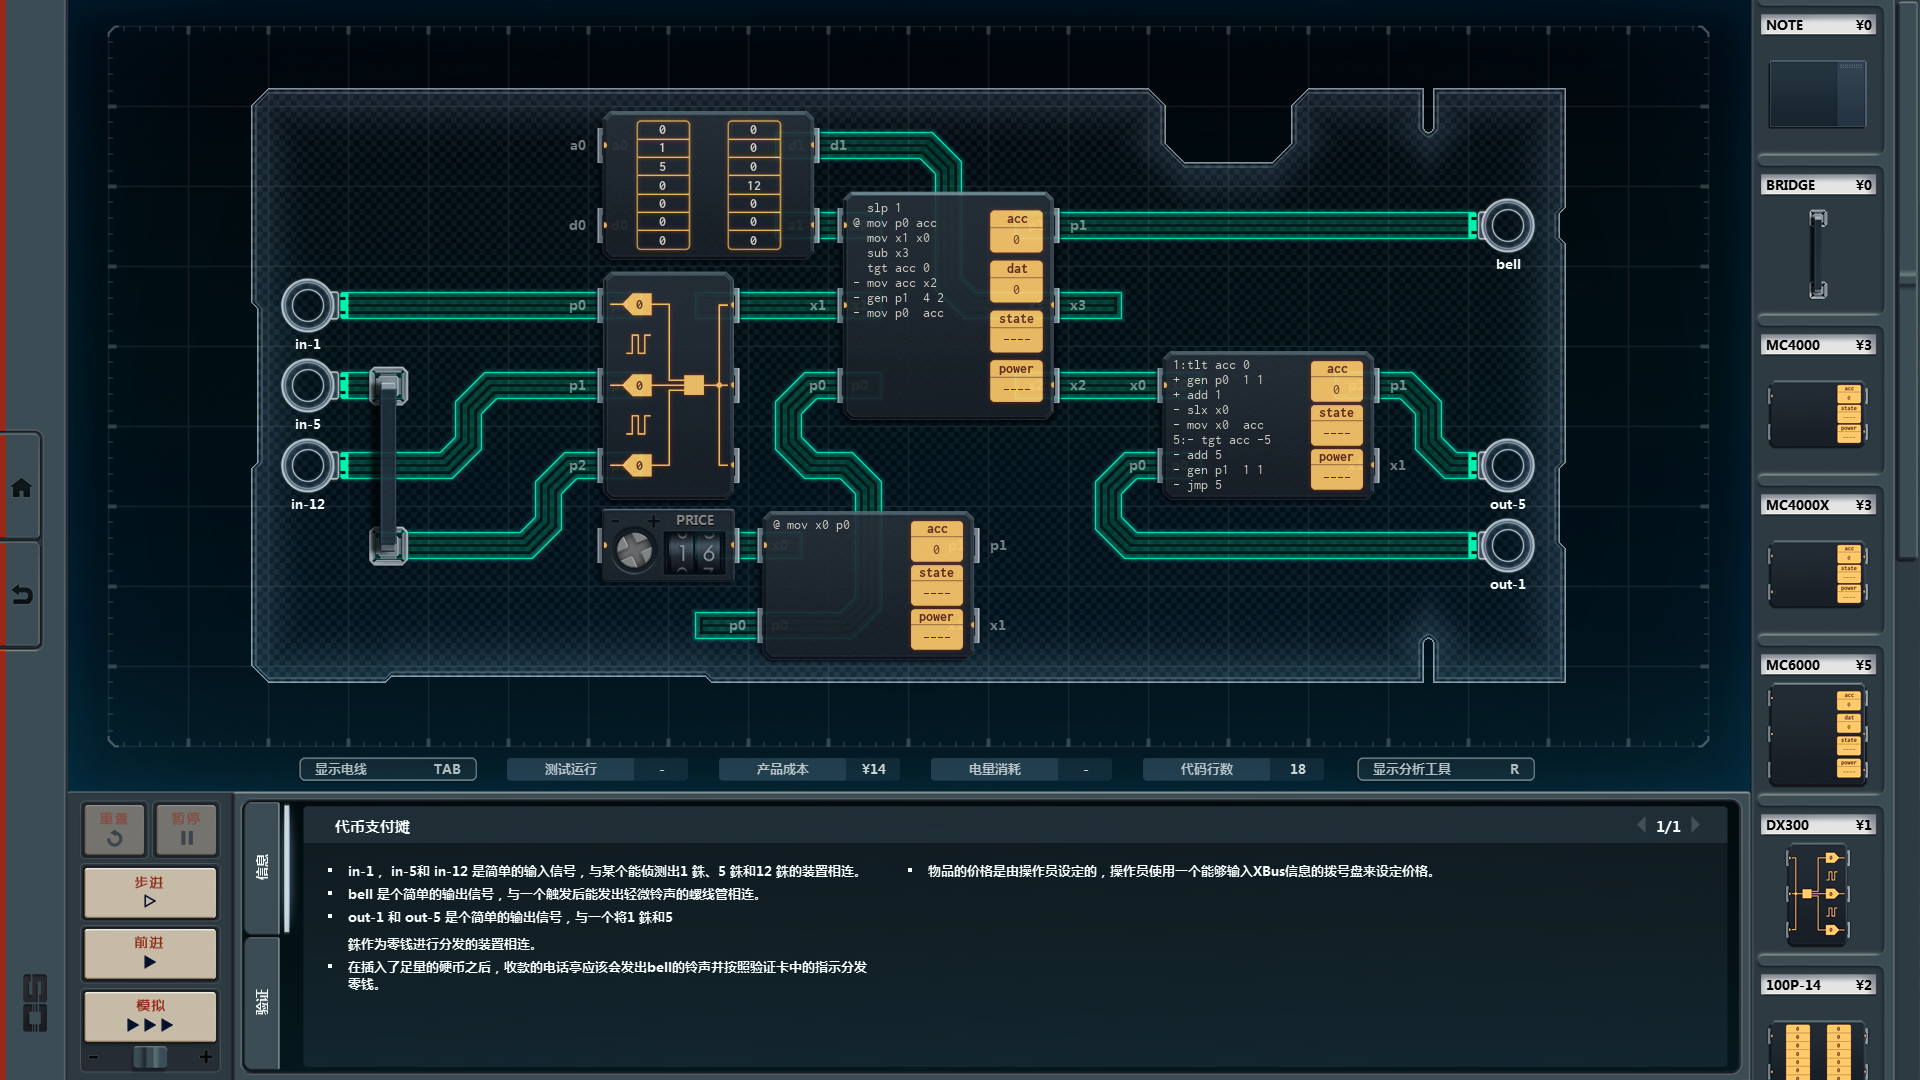 NOTE ¥0
BRIDGE ¥0
MC4000 ¥3
MC4000X ¥3
MC6000 ¥5
DX300 ¥1
100P-14 ¥2
a0
d0
d1
0 0
1 0
5 0
0 12
0 0
0 0
0 0
slp 1
@ mov p0 acc
mov x1 x0
sub x3
tgt acc 0
- mov acc x2
- gen p1 4 2
- mov p0 acc
acc
0
dat
0
state
----
power
----
p1
x1
x3
p0
x2
bell
in-1
in-5
in-12
p0
p1
p2
0
0
0
x0
1:tlt acc 0
+ gen p0 1 1
+ add 1
- slx x0
- mov x0 acc
5:- tgt acc -5
- add 5
- gen p1 1 1
- jmp 5
acc
0
state
----
power
----
p1
p0
x1
out-5
out-1
- + PRICE
1 6
@ mov x0 p0
acc
0
state
----
power
----
p1
p0
x1
显示电线 TAB
测试运行 -
产品成本 ¥14
电量消耗 -
代码行数 18
显示分析工具 R
重置
暂停
步进
前进
模拟
- +
信息
验证
代币支付摊
1/1
▪ in-1 ，in-5和 in-12 是简单的输入信号，与某个能侦测出1 銖、5 銖和12 銖的装置相连。
▪ bell 是个简单的输出信号，与一个触发后能发出轻微铃声的螺线管相连。
▪ out-1 和 out-5 是个简单的输出信号，与一个将1 銖和5
銖作为零钱进行分发的装置相连。
▪ 在插入了足量的硬币之后，收款的电话亭应该会发出bell的铃声并按照验证卡中的指示分发
零钱。
▪ 物品的价格是由操作员设定的，操作员使用一个能够输入XBus信息的拨号盘来设定价格。